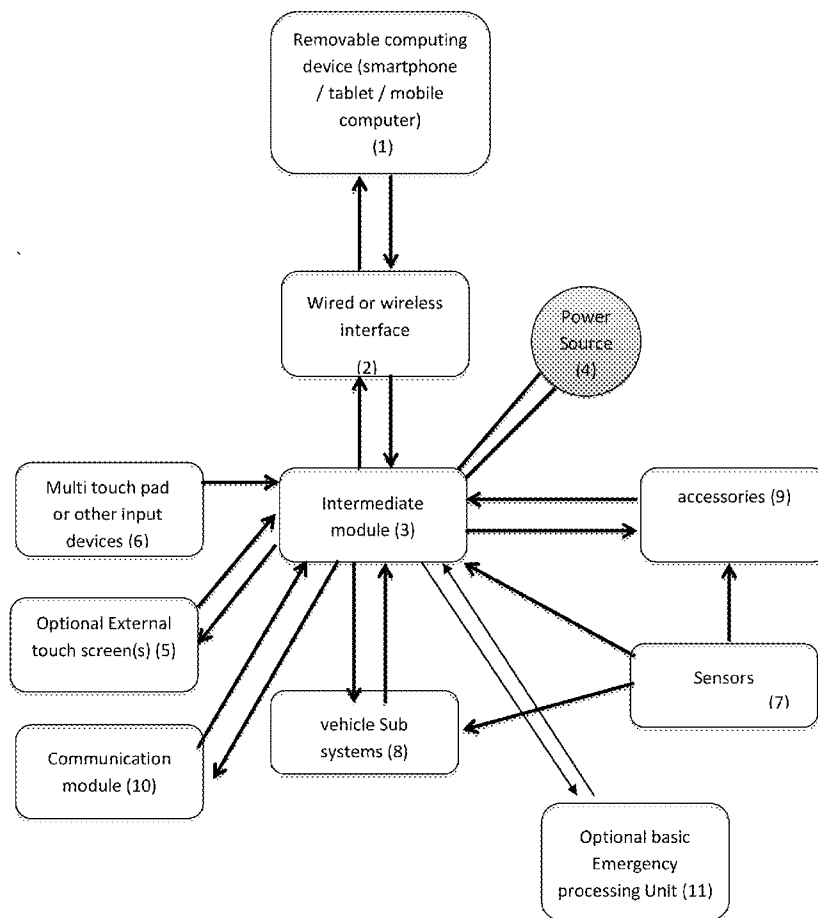 Removable computing
device (smartphone
/ tablet / mobile
computer)
(1)
Wired or wireless
interface
(2)
Power
Source
(4)
Multi touch pad
or other input
devices (6)
Intermediate
module (3)
accessories (9)
Optional External
touch screen(s) (5)
Sensors
(7)
vehicle Sub
systems (8)
Communication
module (10)
Optional basic
Emergency
processing Unit (11)